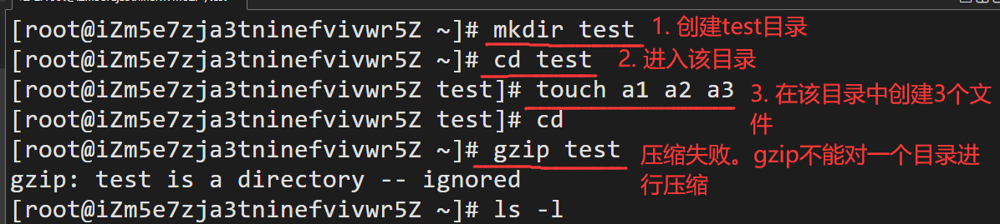 [root@iZm5e7zja3tninefvivwr5Z ~]# mkdir test 1. 创建test目录
[root@iZm5e7zja3tninefvivwr5Z ~]# cd test 2. 进入该目录
[root@iZm5e7zja3tninefvivwr5Z test]# touch a1 a2 a3 3. 在该目录中创建3个文
件
[root@iZm5e7zja3tninefvivwr5Z test]# cd
[root@iZm5e7zja3tninefvivwr5Z ~]# gzip test 压缩失败。gzip不能对一个目录进
行压缩
gzip: test is a directory -- ignored
[root@iZm5e7zja3tninefvivwr5Z ~]# ls -l